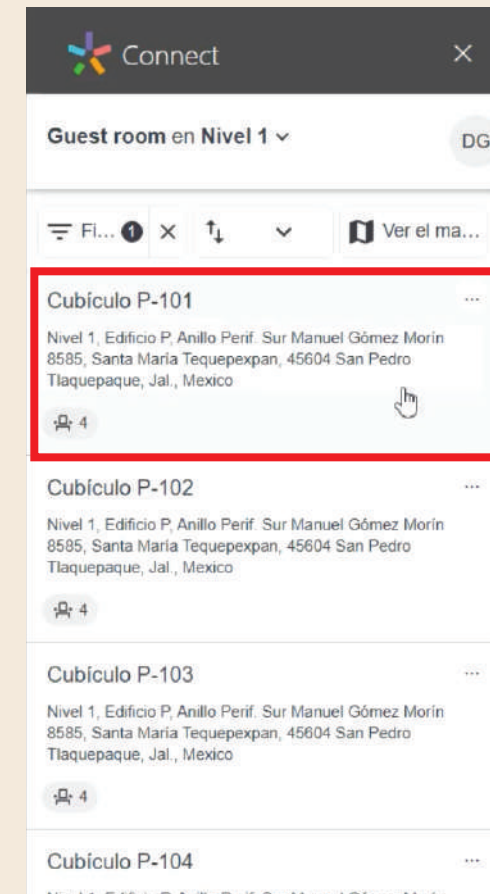 Connect
Guest room en Nivel 1
DG
Fi... 1
Ver el ma...
Cubículo P-101
Nivel 1, Edificio P, Anillo Perif. Sur Manuel Gómez Morín
8585, Santa María Tequepexpan, 45604 San Pedro
Tlaquepaque, Jal., Mexico
4
Cubículo P-102
Nivel 1, Edificio P, Anillo Perif. Sur Manuel Gómez Morín
8585, Santa María Tequepexpan, 45604 San Pedro
Tlaquepaque, Jal., Mexico
4
Cubículo P-103
Nivel 1, Edificio P, Anillo Perif. Sur Manuel Gómez Morín
8585, Santa María Tequepexpan, 45604 San Pedro
Tlaquepaque, Jal., Mexico
4
Cubículo P-104